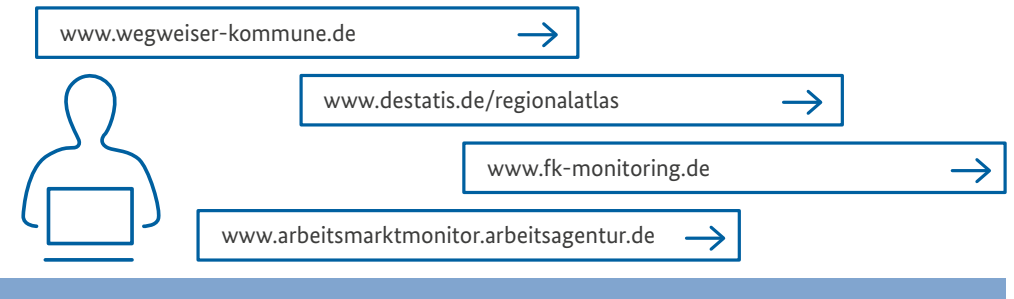 www.wegweiser-kommune.de
www.destatis.de/regionalatlas
www.fk-monitoring.de
www.arbeitsmarktmonitor.arbeitsagentur.de